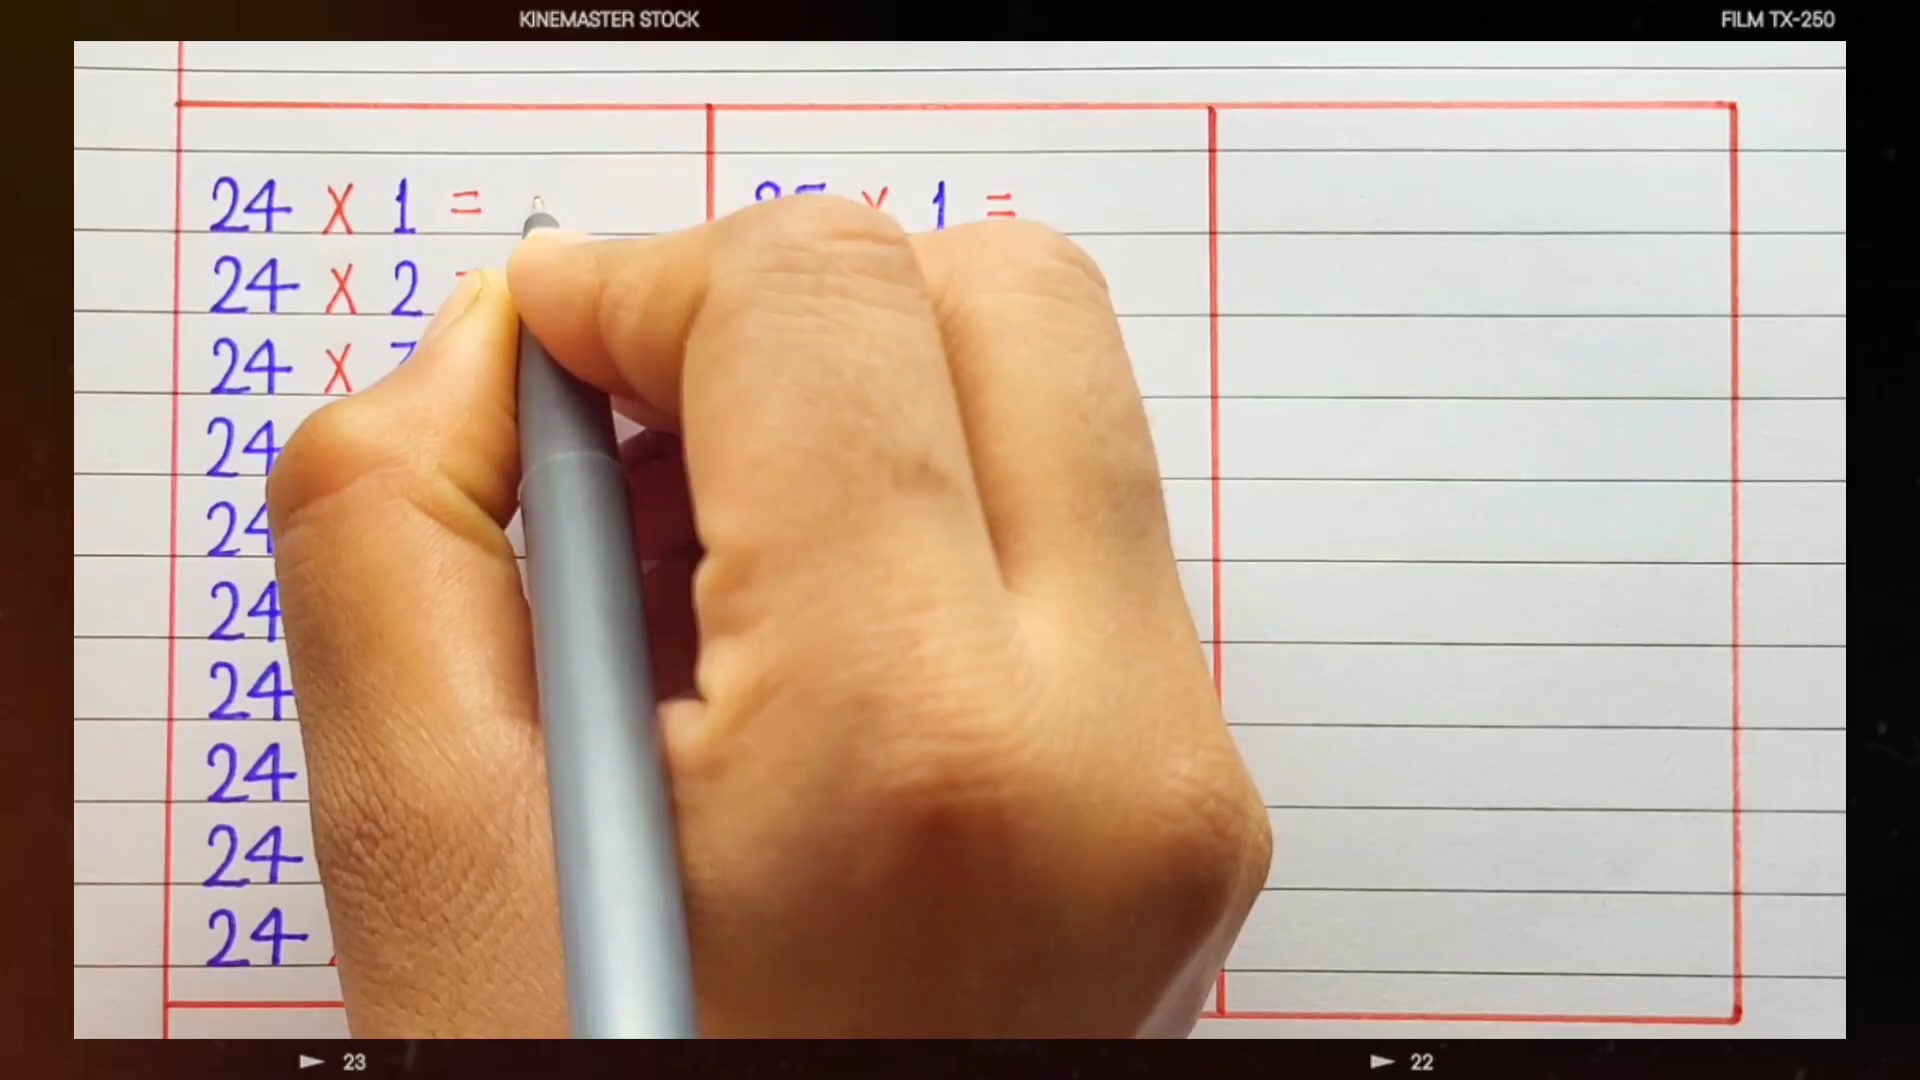 KINEMASTER STOCK
FILM TX-250
24 X 1 =
24 X 2
24 X
24
24
24
24
24
24
24
1 =
23
22